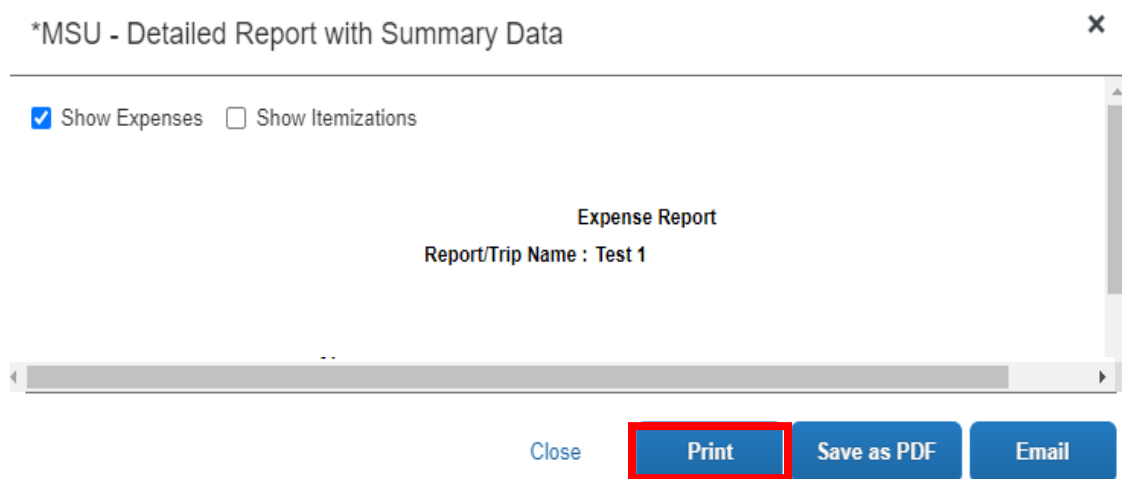 *MSU - Detailed Report with Summary Data
Show Expenses Show Itemizations
Expense Report
Report/Trip Name : Test 1
Close Print Save as PDF Email